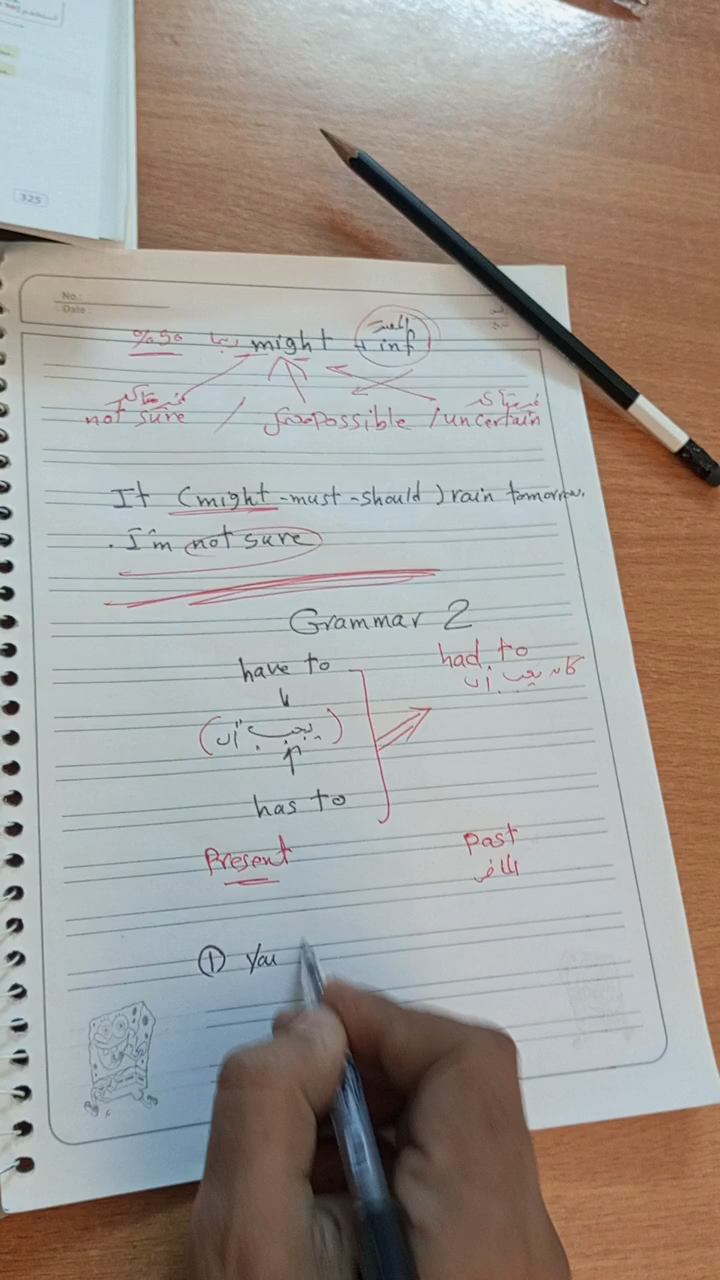 325
No.:
Date:
%50 ربما might + inf المصدر
غير متأكد غير متأكد
not sure / possible / uncertain
It (might - must - should) rain tomorrow.
. I'm not sure
Grammar 2
have to had to
كان يجب أن
(يجب أن)
has to
Present Past
الماضي
① You